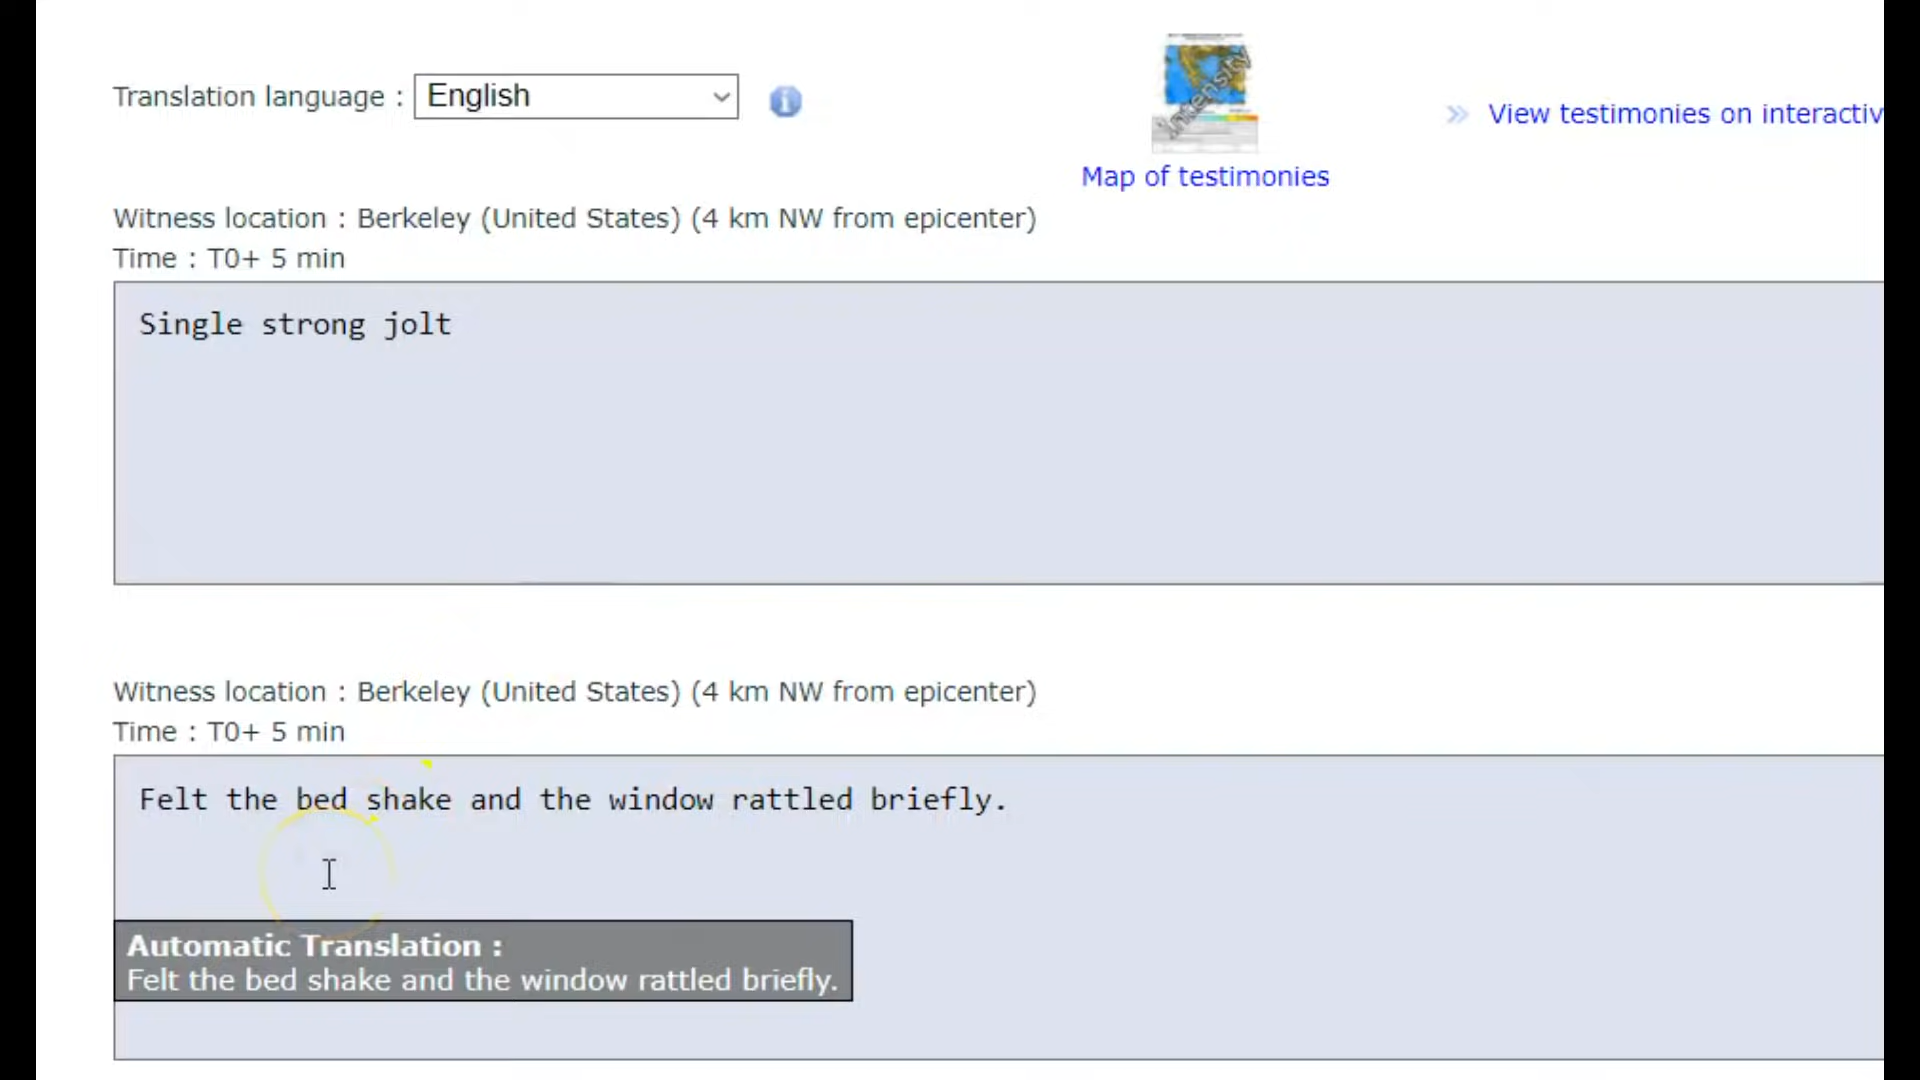 Translation language : English
intensity
Map of testimonies
View testimonies on interactiv
Witness location : Berkeley (United States) (4 km NW from epicenter)
Time : T0+ 5 min
Single strong jolt
Witness location : Berkeley (United States) (4 km NW from epicenter)
Time : T0+ 5 min
Felt the bed shake and the window rattled briefly.
Automatic Translation :
Felt the bed shake and the window rattled briefly.